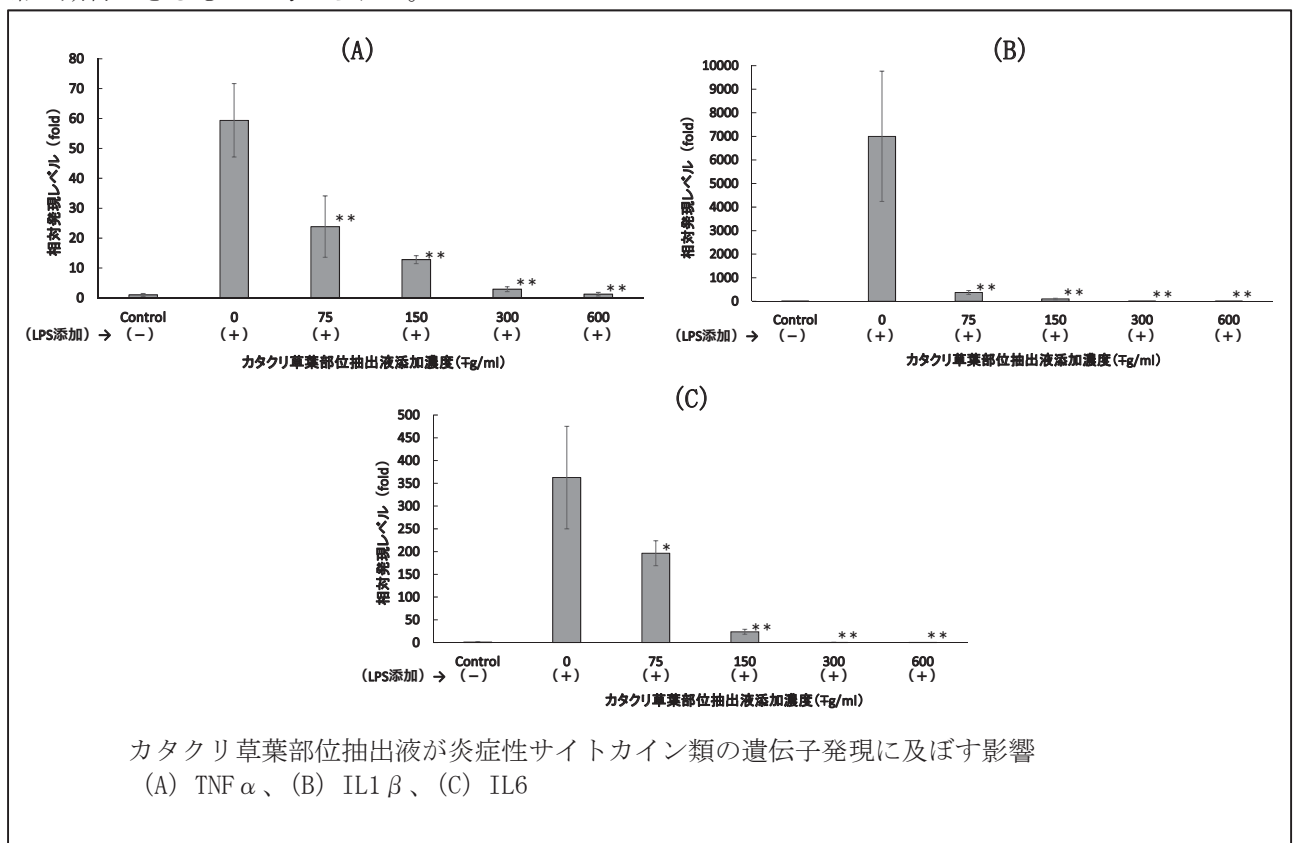 (A)
相対発現レベル (fold)
80
70
60
50
40
30
20
10
0
Control 0 75 150 300 600
(LPS添加) → (-) (+) (+) (+) (+) (+)
カタクリ草葉部位抽出液添加濃度(∓g/ml)
** ** ** **
(B)
相対発現レベル (fold)
10000
9000
8000
7000
6000
5000
4000
3000
2000
1000
0
Control 0 75 150 300 600
(LPS添加) → (-) (+) (+) (+) (+) (+)
カタクリ草葉部位抽出液添加濃度(∓g/ml)
** ** ** **
(C)
相対発現レベル (fold)
500
450
400
350
300
250
200
150
100
50
0
Control 0 75 150 300 600
(LPS添加) → (-) (+) (+) (+) (+) (+)
カタクリ草葉部位抽出液添加濃度(∓g/ml)
* ** ** **
カタクリ草葉部位抽出液が炎症性サイトカイン類の遺伝子発現に及ぼす影響
(A) TNFα、(B) IL1β、(C) IL6